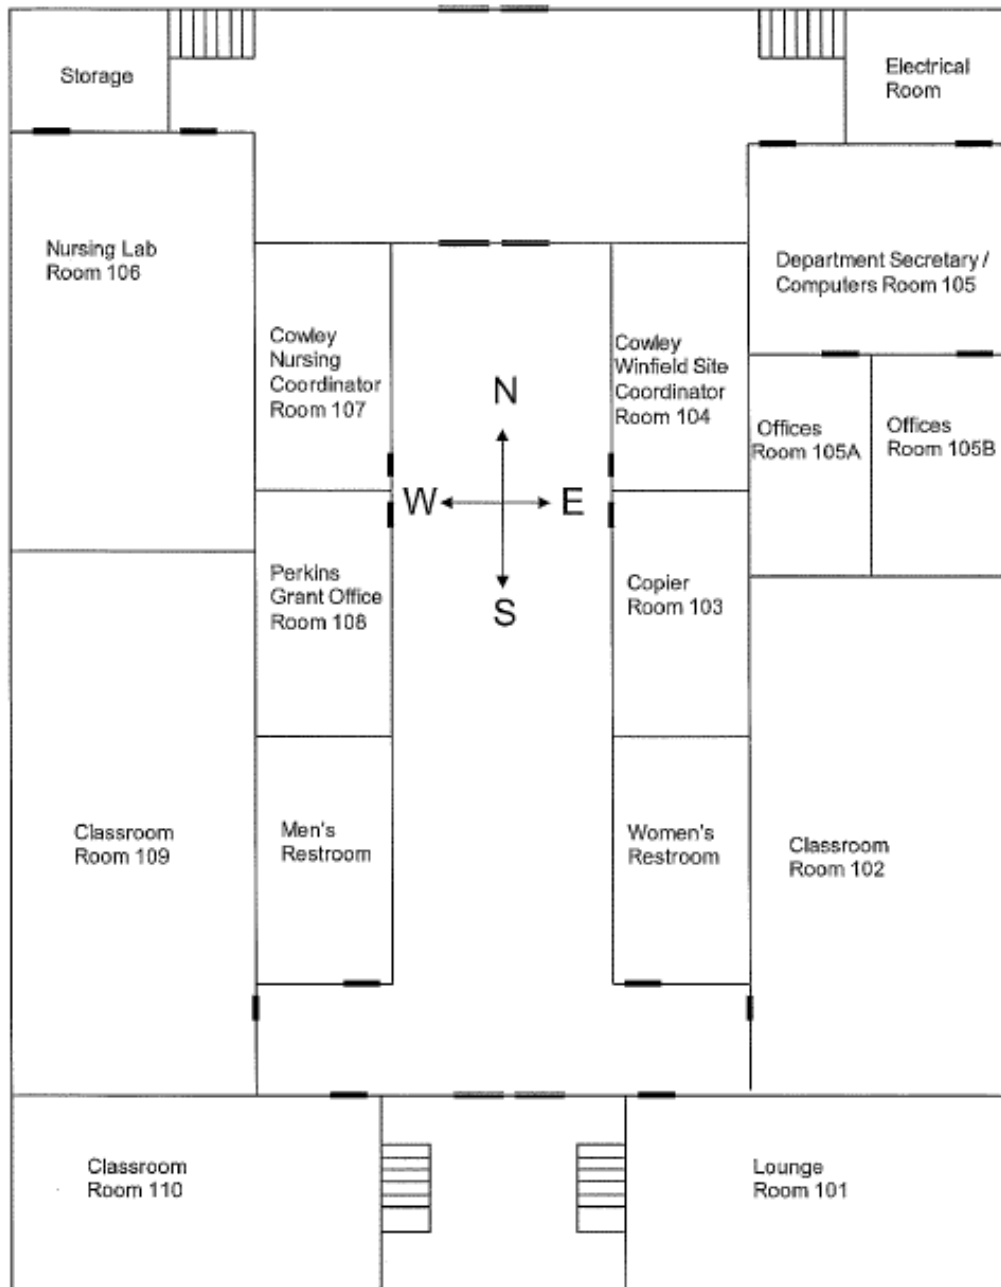 Storage
Electrical
Room
Nursing Lab
Room 106
Department Secretary /
Computers Room 105
Cowley
Nursing
Coordinator
Room 107
Cowley
Winfield Site
Coordinator
Room 104
N
W
E
S
Offices
Room 105A
Offices
Room 105B
Perkins
Grant Office
Room 108
Copier
Room 103
Classroom
Room 109
Men's
Restroom
Women's
Restroom
Classroom
Room 102
Classroom
Room 110
Lounge
Room 101